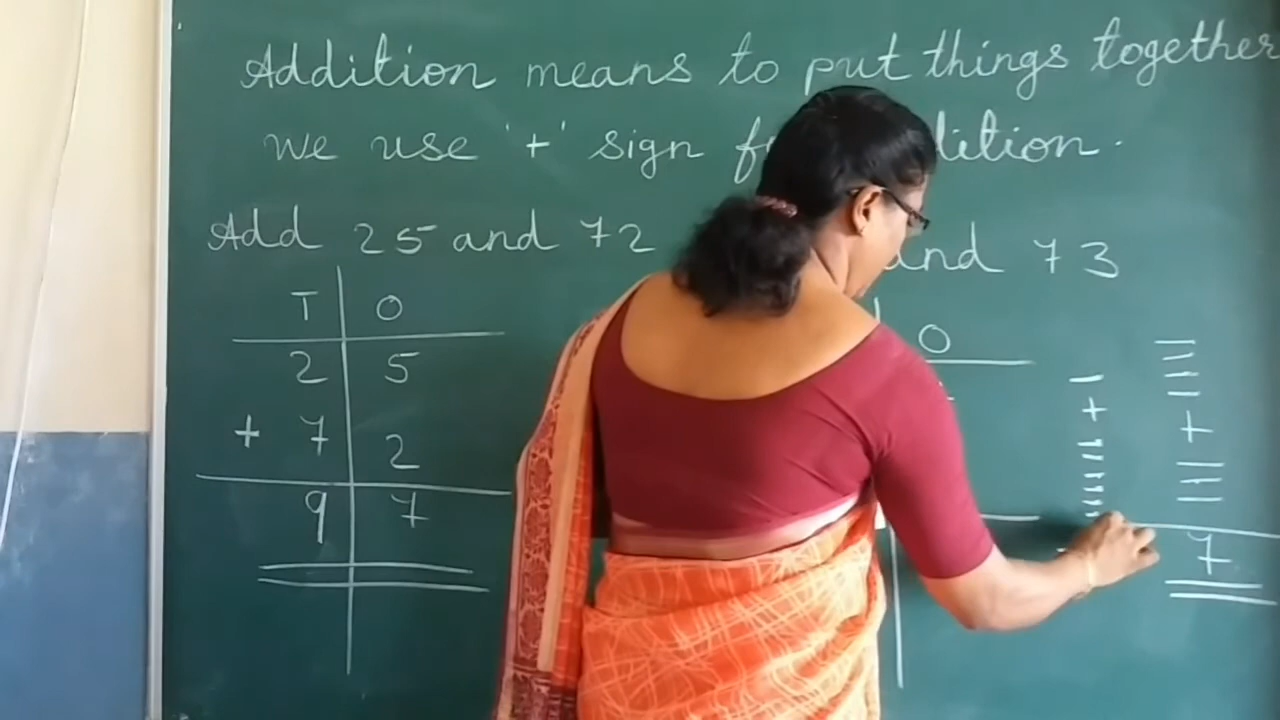 Addition means to put things together
we use '+' sign dition.
Add 25 and 72 and 73
T O
2 5
+ 7 2
9 7
O
+
+
7